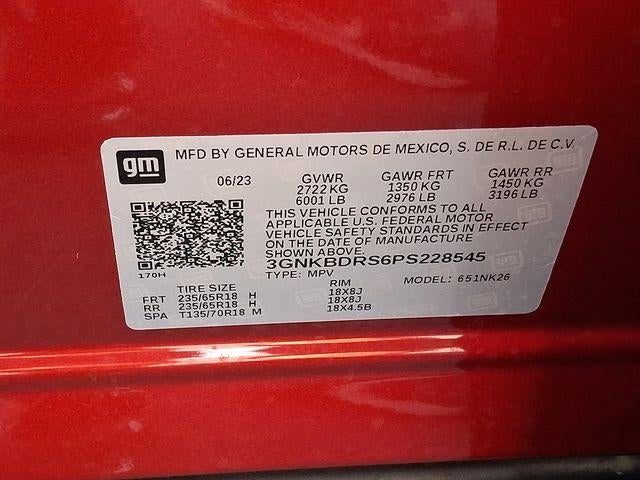 gm
MFD BY GENERAL MOTORS DE MEXICO, S. DE R.L. DE C.V.
06/23 GVWR GAWR FRT GAWR RR
2722 KG 1350 KG 1450 KG
6001 LB 2976 LB 3196 LB
THIS VEHICLE CONFORMS TO ALL
APPLICABLE U.S. FEDERAL MOTOR
VEHICLE SAFETY STANDARDS IN EFFECT
ON THE DATE OF MANUFACTURE
SHOWN ABOVE.
3GNKBDRS6PS228545
170H TYPE: MPV MODEL: 651NK26
TIRE SIZE RIM
FRT 235/65R18 H 18X8J
RR 235/65R18 H 18X8J
SPA T135/70R18 M 18X4.5B